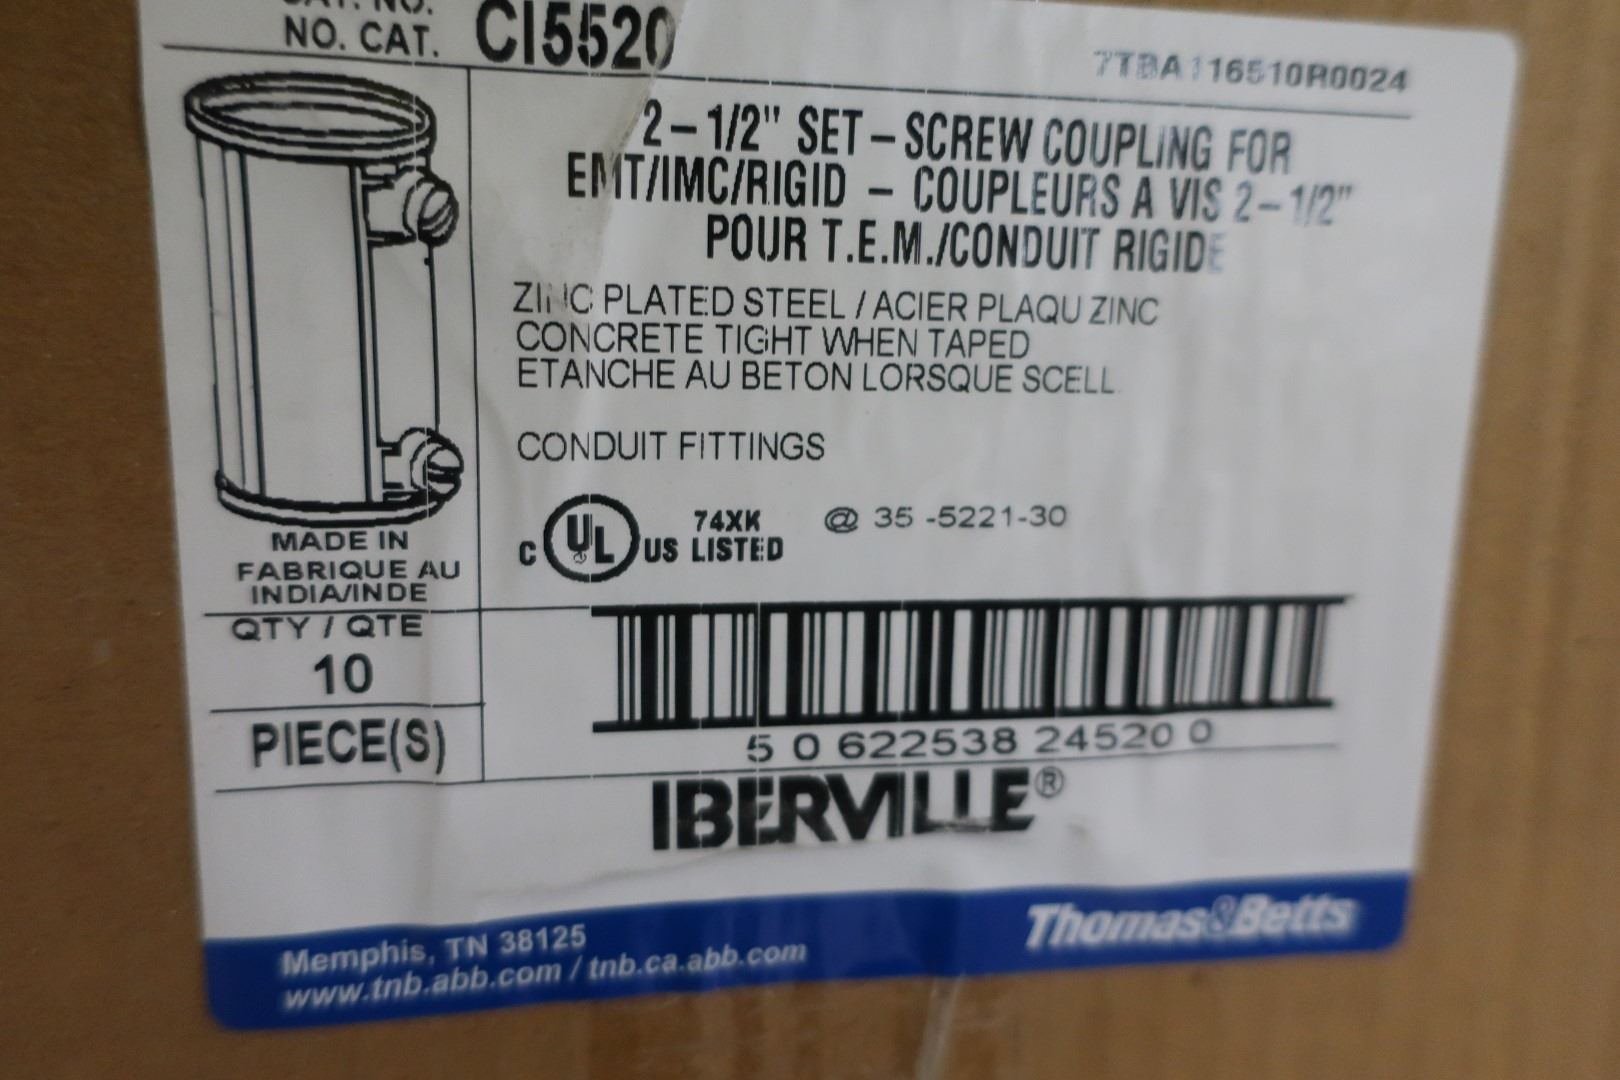 CAT. NO.
NO. CAT. CI5520
7TBA116510R0024
2-1/2" SET-SCREW COUPLING FOR
EMT/IMC/RIGID - COUPLEURS A VIS 2-1/2"
POUR T.E.M./CONDUIT RIGIDE
ZINC PLATED STEEL / ACIER PLAQU ZINC
CONCRETE TIGHT WHEN TAPED
ETANCHE AU BETON LORSQUE SCELL
CONDUIT FITTINGS
C UL US 74XK LISTED
@ 35 -5221-30
MADE IN
FABRIQUE AU
INDIA/INDE
QTY / QTE
10
PIECE(S)
5 0 622538 24520 0
IBERVILLE®
Memphis, TN 38125
www.tnb.abb.com / tnb.ca.abb.com
Thomas&Betts